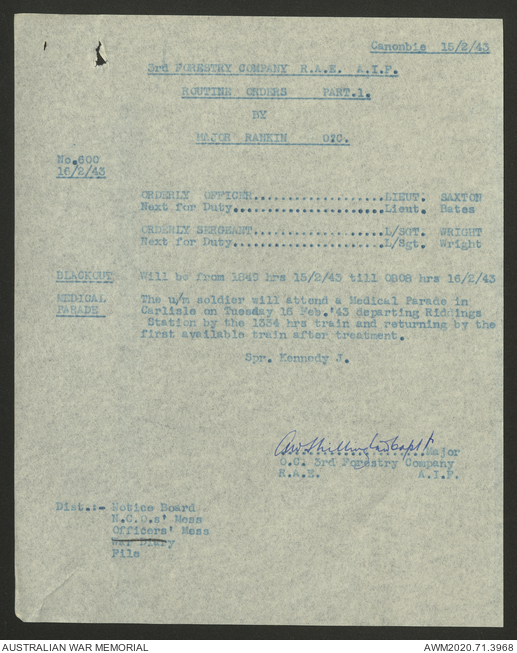 Canonbie 15/2/43
3rd FORESTRY COMPANY R.A.E. A.I.F.
ROUTINE ORDERS PART.1.
BY
MAJOR RANKIN O.C.
No.600
16/2/43
ORDERLY OFFICER...................LIEUT. SAXTON
Next for Duty......................Lieut. Bates
ORDERLY SERGEANT...................L/SGT. WRIGHT
Next for Duty......................L/Sgt. Wright
BLACKOUT Will be from 1845 hrs 15/2/43 till 0808 hrs 16/2/43
MEDICAL PARADE The u/m soldier will attend a Medical Parade in
Carlisle on Tuesday 16 Feb. '43 departing Riddings
Station by the 1334 hrs train and returning by the
first available train after treatment.
Spr. Kennedy J.
Capt
Major
O.C. 3rd Forestry Company
R.A.E. A.I.F.
Dist.:- Notice Board
N.C.O.s' Mess
Officers' Mess
War Diary
File
AUSTRALIAN WAR MEMORIAL AWM2020.71.3968